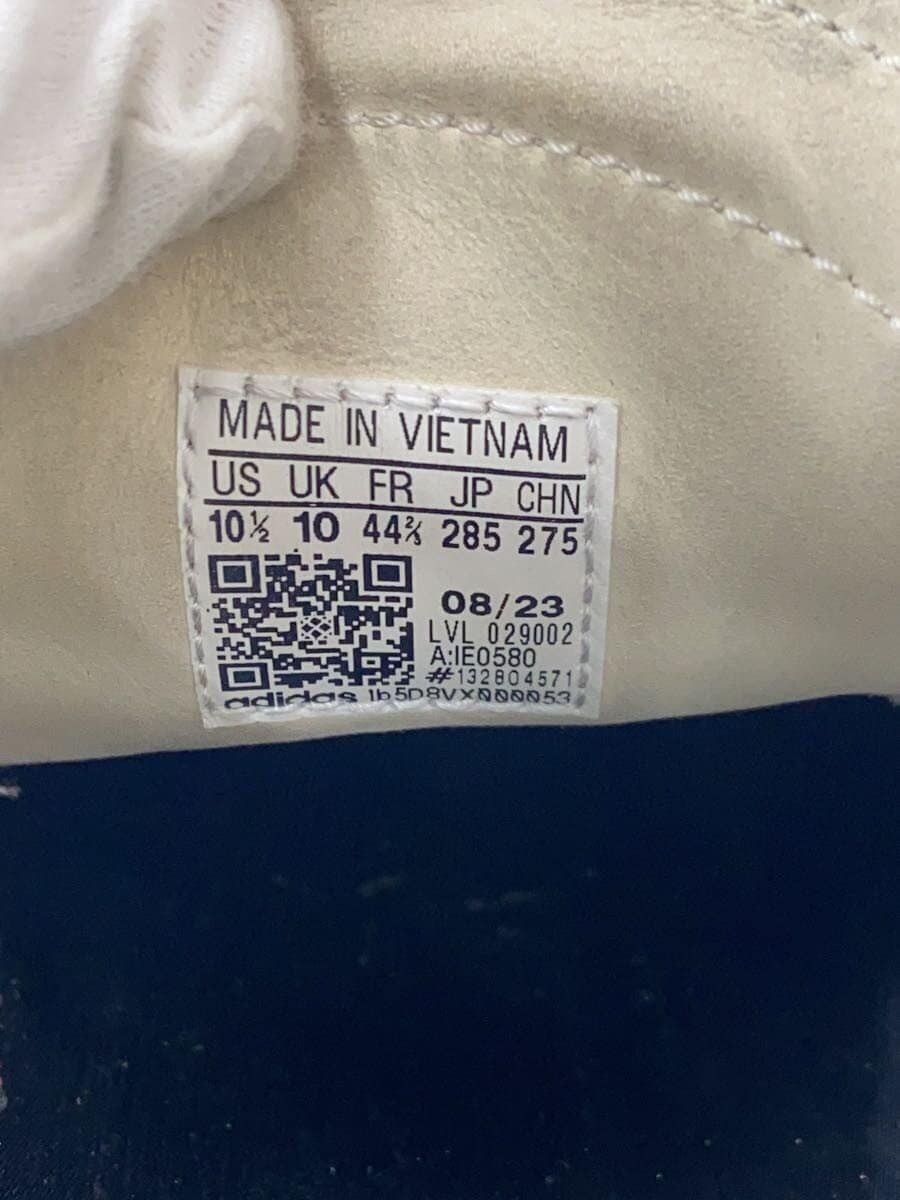 MADE IN VIETNAM
US UK FR JP CHN
10½ 10 44⅔ 285 275
08/23
LVL 029002
A:IE0580
#132804571
adidas 1b5D8VX000053